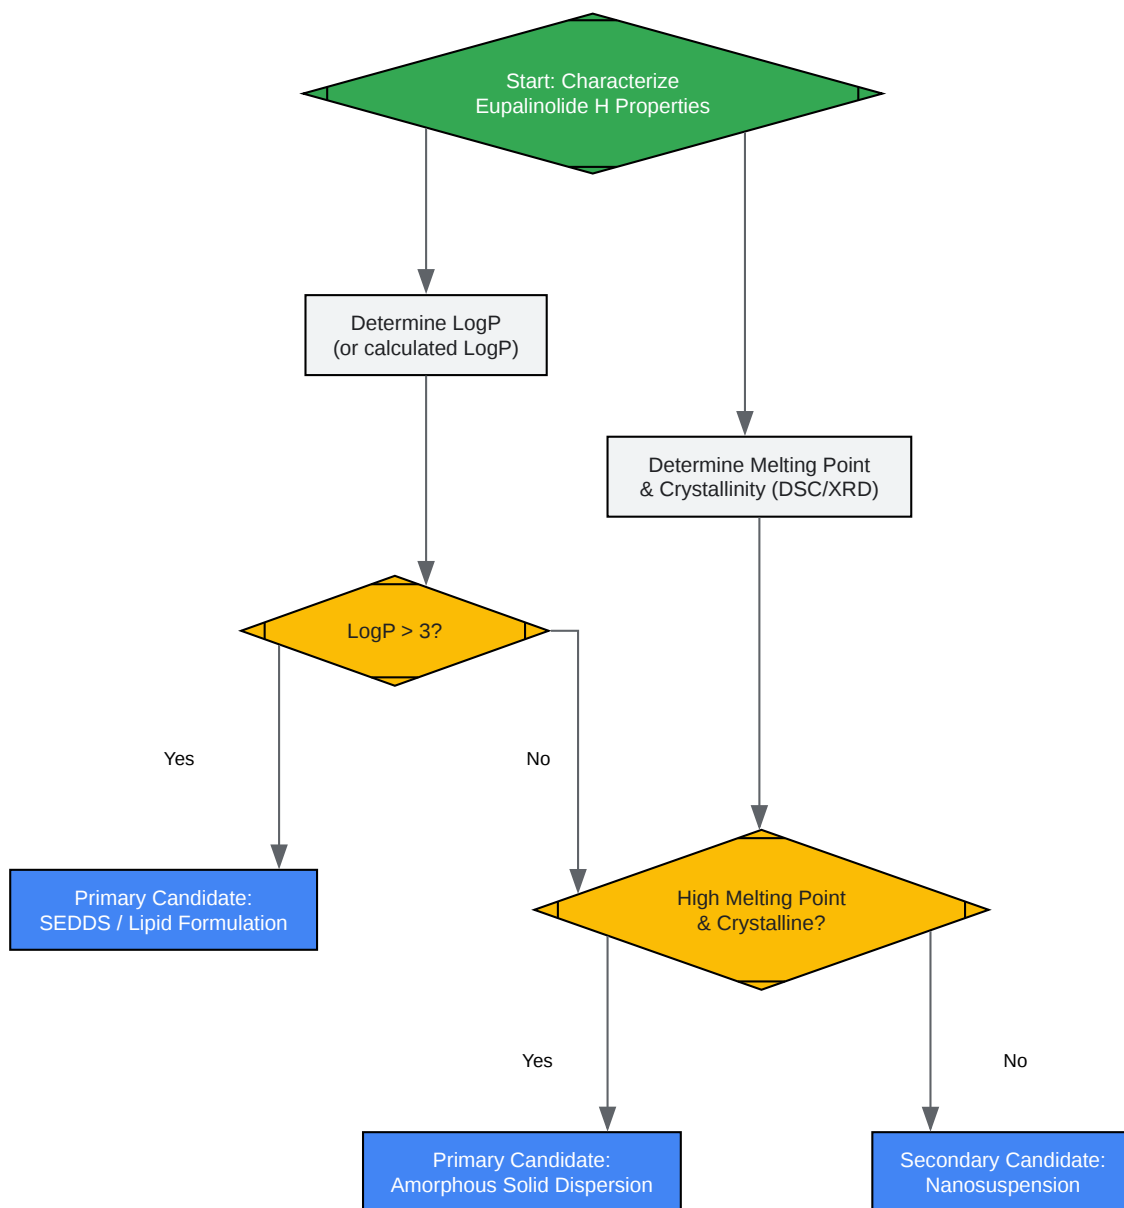 Start: Characterize
Eupalinolide H Properties
Determine LogP
(or calculated LogP)
Determine Melting Point
& Crystallinity (DSC/XRD)
LogP > 3?
Yes
No
Primary Candidate:
SEDDS / Lipid Formulation
High Melting Point
& Crystalline?
Yes
No
Primary Candidate:
Amorphous Solid Dispersion
Secondary Candidate:
Nanosuspension